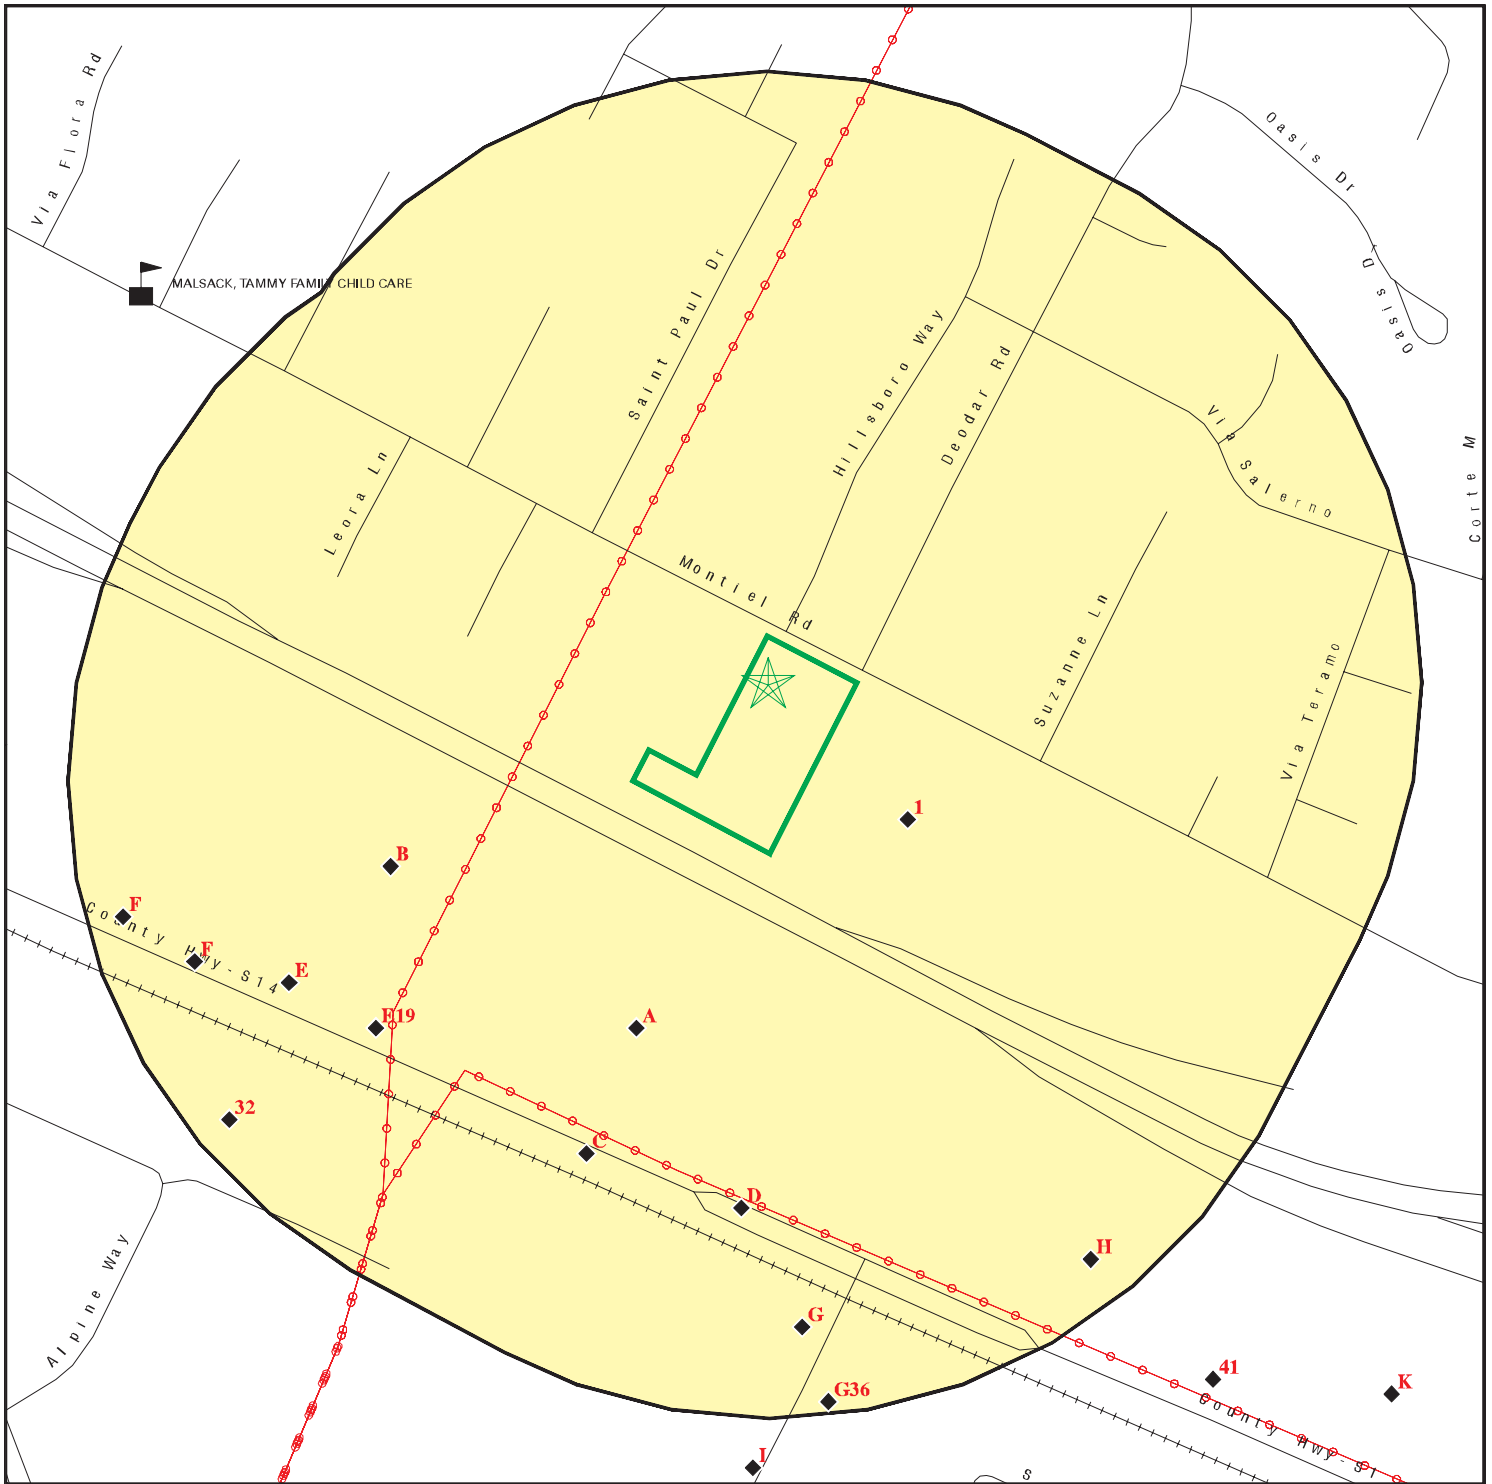 Via Flora Rd
Oasis Dr
Oasis D
MALSACK, TAMMY FAMILY CHILD CARE
Saint Paul Dr
Hillsboro Way
Deodar Rd
Via Salerno
Corte M
Leora Ln
Montiel Rd
Suzanne Ln
Via Teramo
1
B
F
County Hwy-S14
F
E
E19
A
32
C
D
H
Alpine Way
G
41
K
G36
County Hwy-S1
I
S